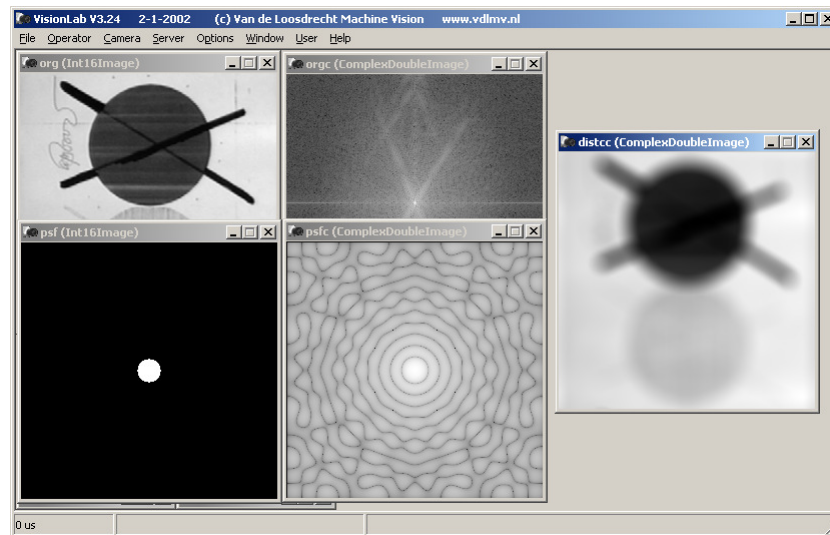 VisionLab V3.24 2-1-2002 (c) Van de Loosdrecht Machine Vision www.vdlmv.nl
File Operator Camera Server Options Window User Help
org (Int16Image)
orgc (ComplexDoubleImage)
distcc (ComplexDoubleImage)
psf (Int16Image)
psfc (ComplexDoubleImage)
0 us